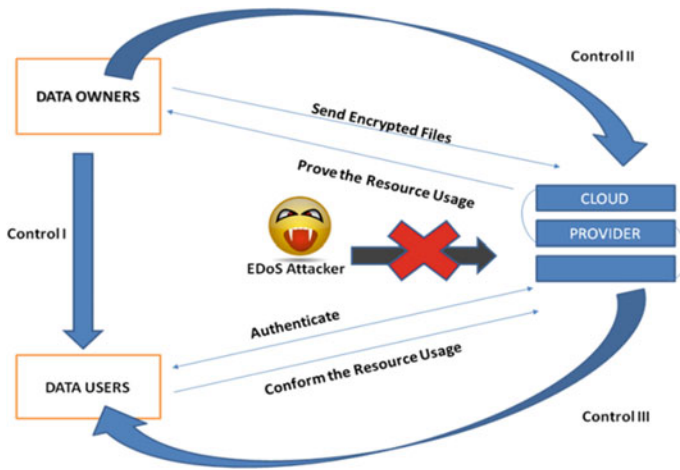 Control II
DATA OWNERS
Send Encrypted Files
Prove the Resource Usage
CLOUD
PROVIDER
Control I
EDoS Attacker
Authenticate
Conform the Resource Usage
DATA USERS
Control III